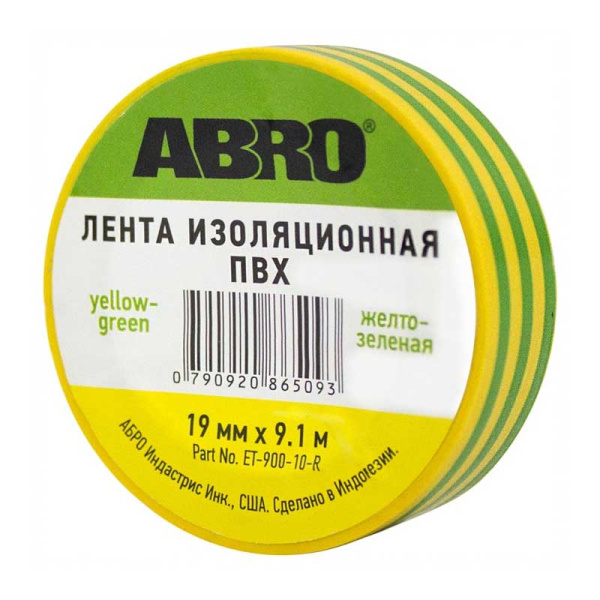 ABRO®
ЛЕНТА ИЗОЛЯЦИОННАЯ
ПВХ
yellow-
green
желто-
зеленая
0 790920 865093
19 мм x 9.1 м
Part No. ET-900-10-R
АБРО Индастрис Инк., США. Сделано в Индонезии.